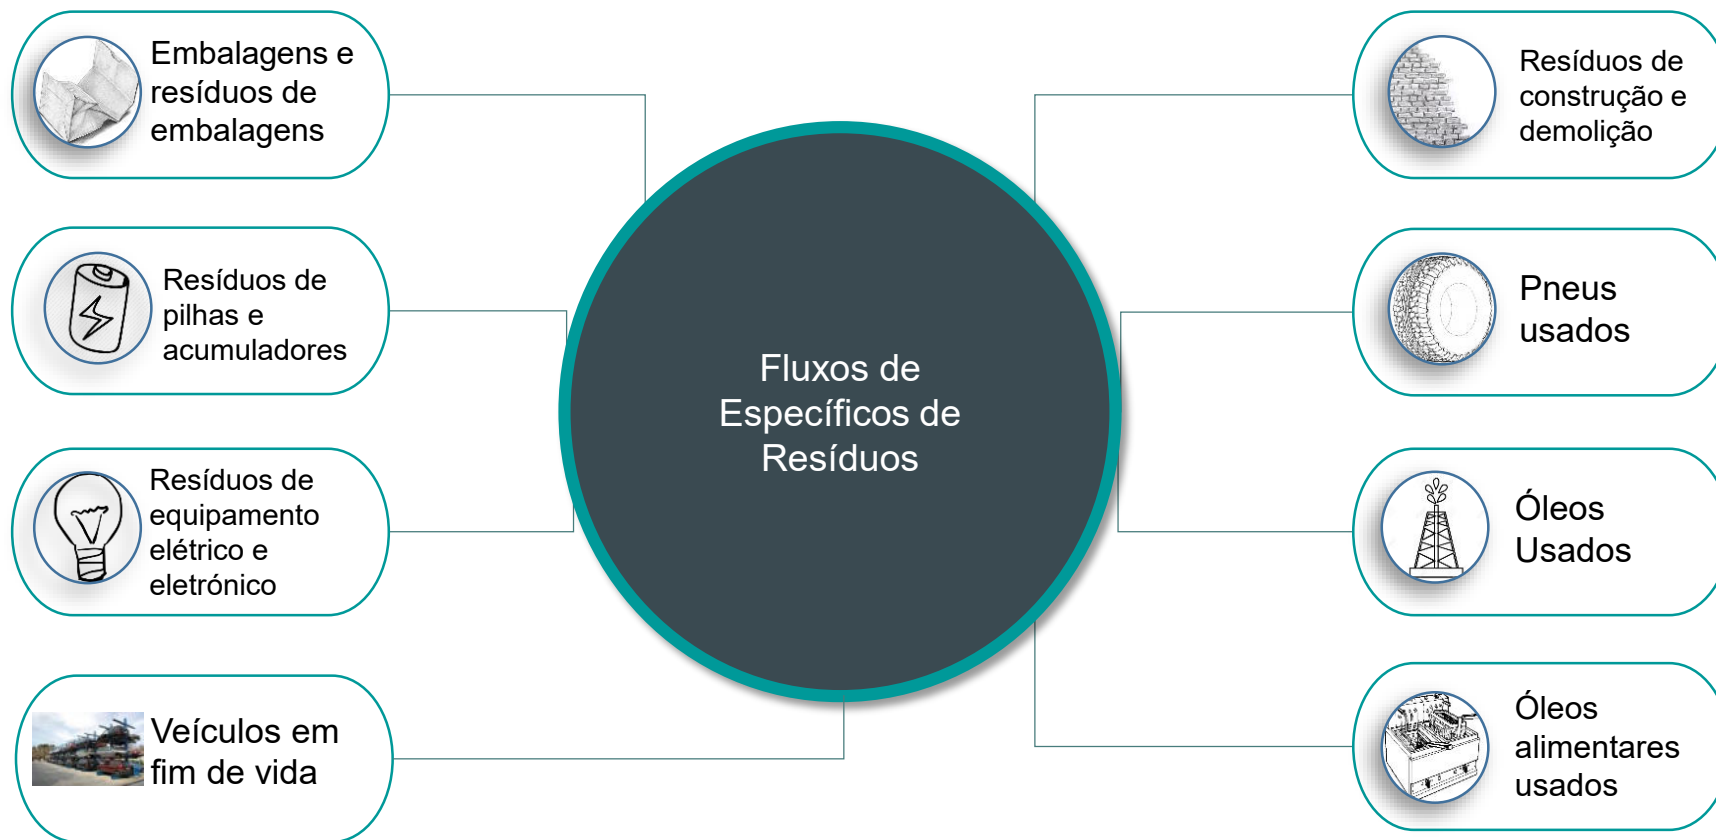 Embalagens e
resíduos de
embalagens
Resíduos de
pilhas e
acumuladores
Resíduos de
equipamento
elétrico e
eletrónico
Veículos em
fim de vida
Fluxos de
Específicos de
Resíduos
Resíduos de
construção e
demolição
Pneus
usados
Óleos
Usados
Óleos
alimentares
usados